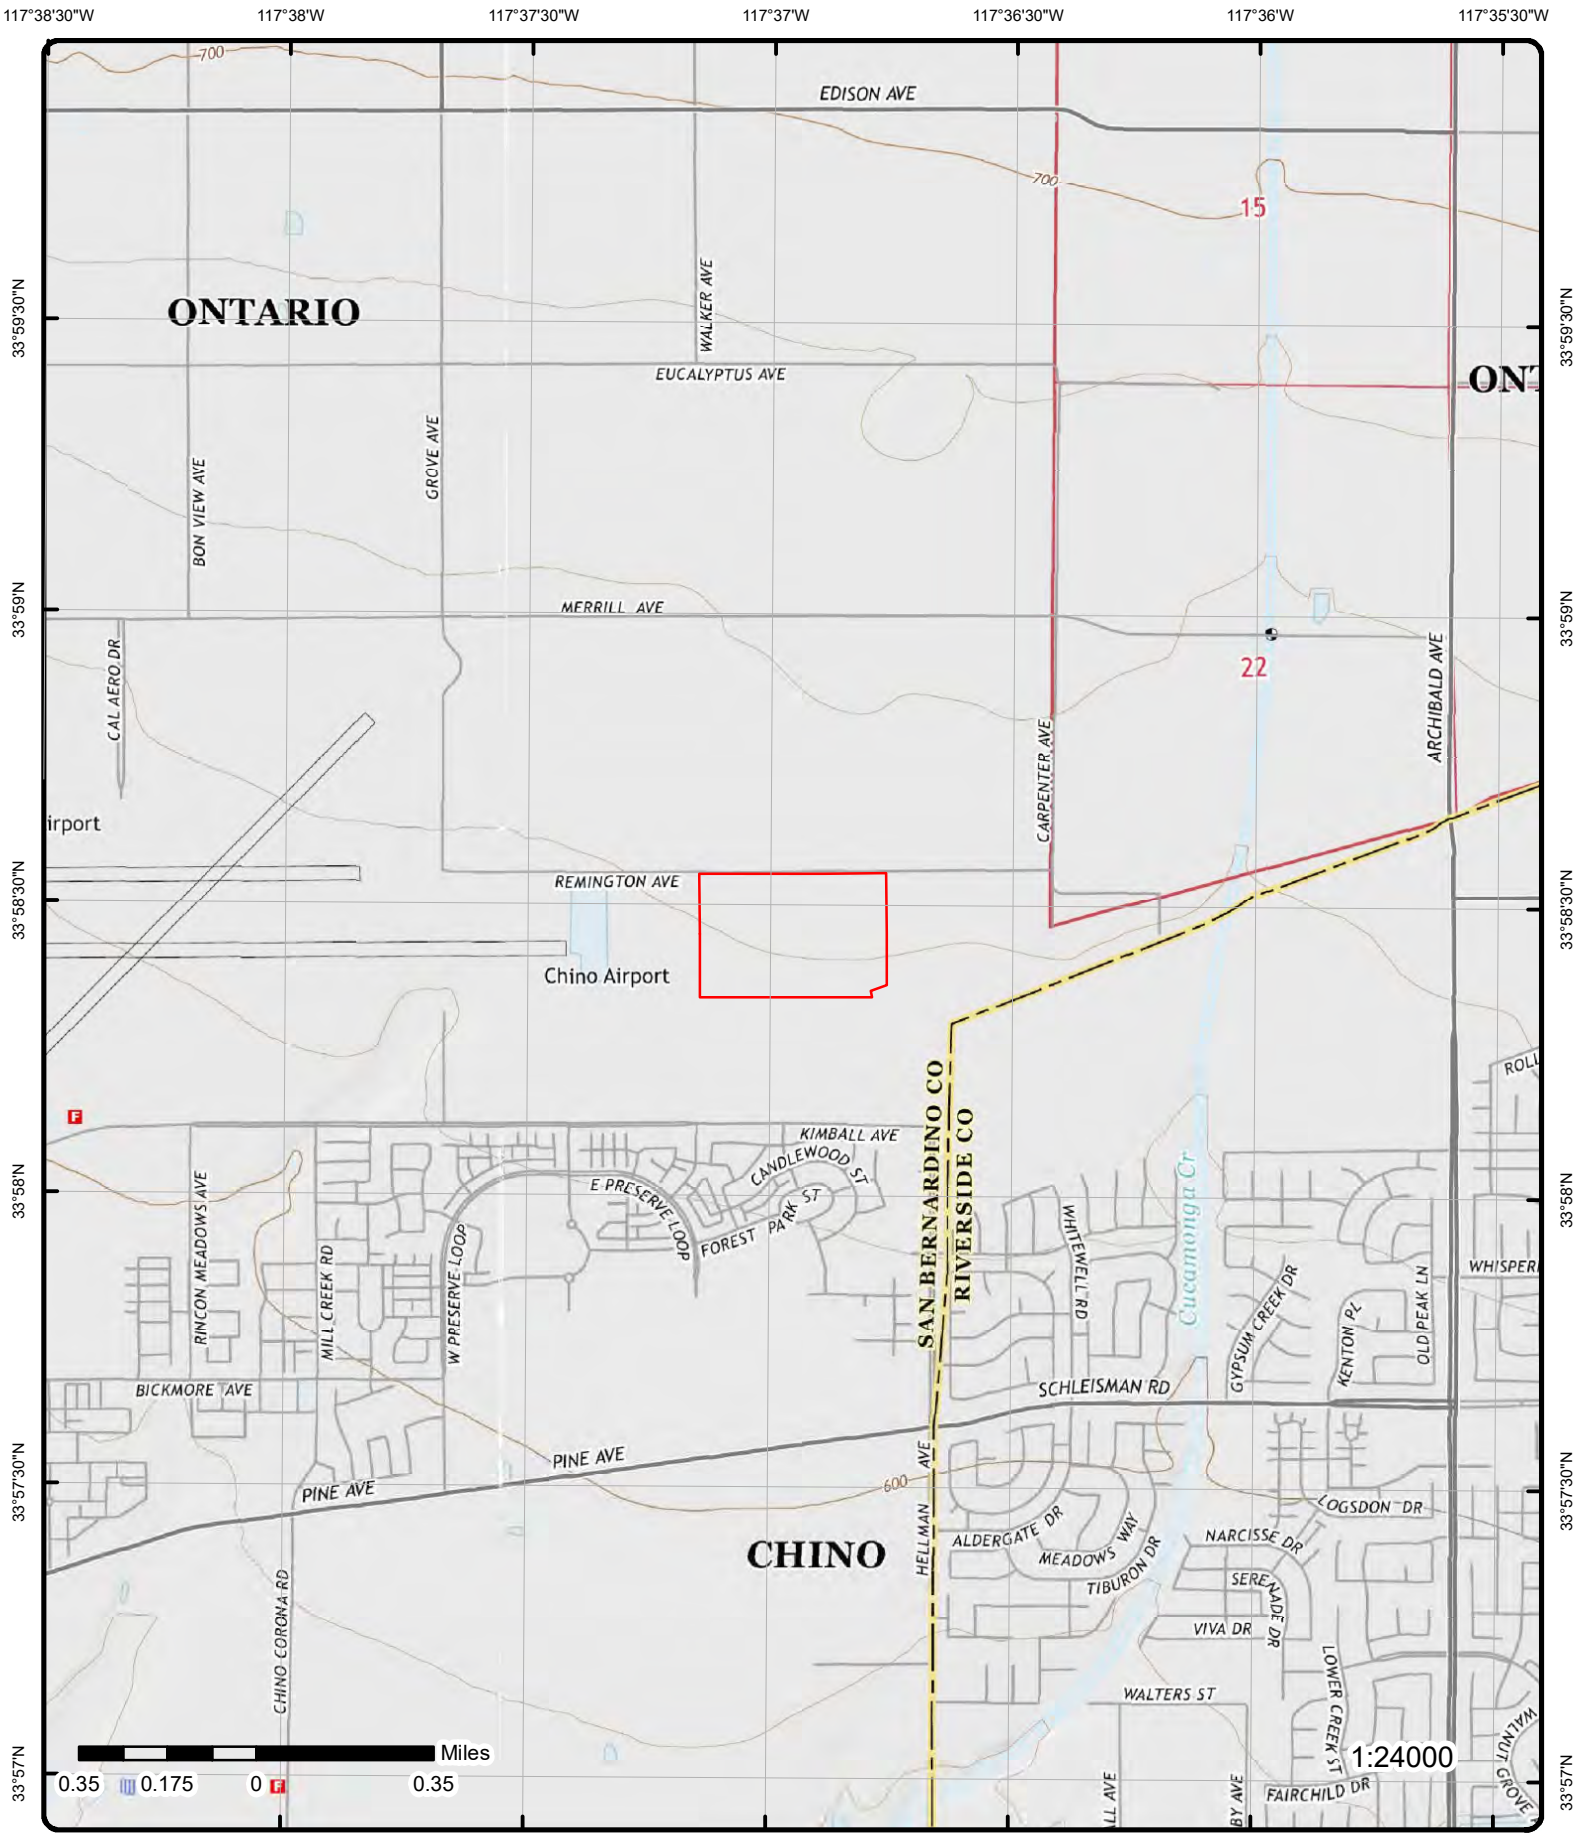 117°38'30"W 117°38'W 117°37'30"W 117°37'W 117°36'30"W 117°36'W 117°35'30"W
700
EDISON AVE
700
15
WALKER AVE
ONTARIO
33°59'30"N
33°59'30"N
EUCALYPTUS AVE
ONT
GROVE AVE
BON VIEW AVE
MERRILL AVE
33°59'N
33°59'N
CAL AERO DR
22
ARCHIBALD AVE
CARPENTER AVE
irport
REMINGTON AVE
33°58'30"N
33°58'30"N
Chino Airport
SAN BERNARDINO CO
RIVERSIDE CO
ROLL
F
KIMBALL AVE
CANDLEWOOD ST
E PRESERVE LOOP
FOREST PARK ST
33°58'N
33°58'N
RINCON MEADOWS AVE
MILL CREEK RD
W PRESERVE LOOP
WHITEWELL RD
Cucamonga Cr
GYPSUM CREEK DR
KENTON PL
OLD PEAK LN
WHISPERI
BICKMORE AVE
SCHLEISMAN RD
PINE AVE
PINE AVE
600
HELLMAN AVE
33°57'30"N
33°57'30"N
LOGSDON DR
ALDERGATE DR
MEADOWS WAY
TIBURON DR
NARCISSE DR
SERENADE DR
CHINO
VIVA DR
CHINO CORONA RD
LOWER CREEK ST
WALTERS ST
WALNUT GROVE
Miles
1:24000
0.35 0.175 0 F 0.35
33°57'N
33°57'N
LL AVE
BY AVE
FAIRCHILD DR